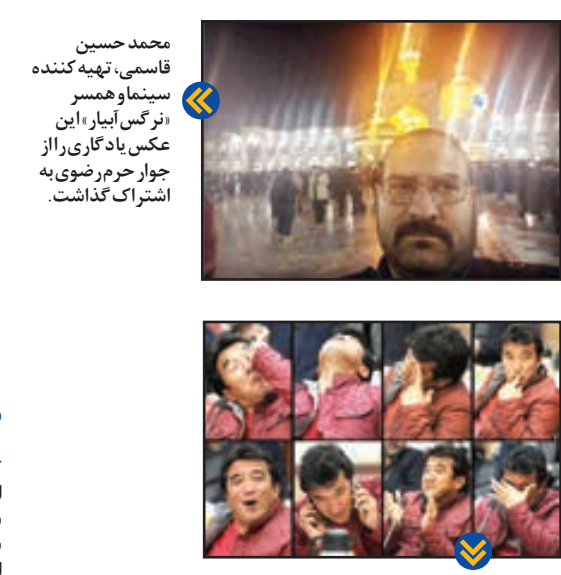 محمد حسین
قاسمی، تهیه کننده
سینما و همسر
«نرگس آبیار» این
عکس یادگاری را از
جوار حرم رضوی به
اشتراک گذاشت.